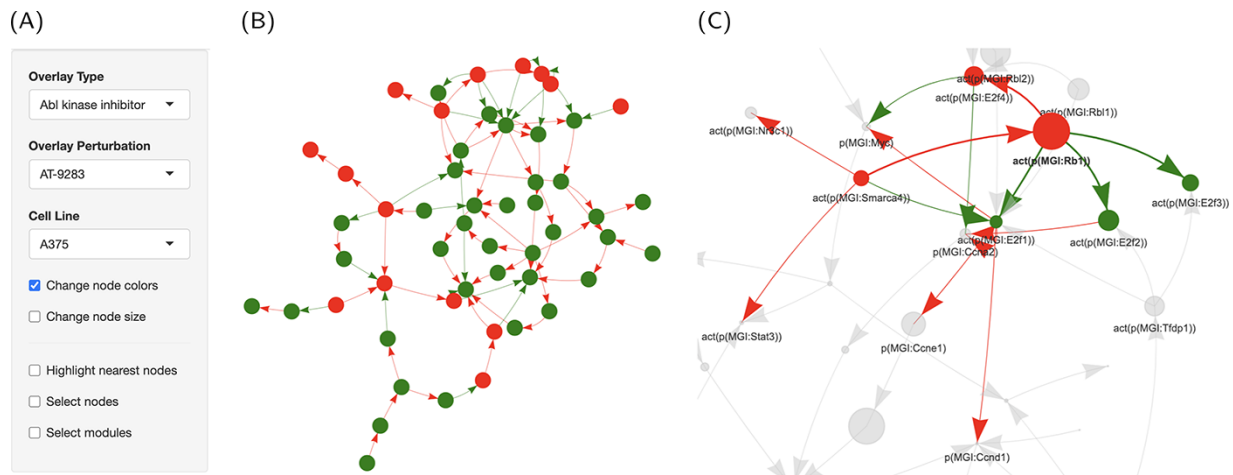 (A)
Overlay Type
Abl kinase inhibitor
Overlay Perturbation
AT-9283
Cell Line
A375
Change node colors
Change node size
Highlight nearest nodes
Select nodes
Select modules
(B)
(C)
act(p(MGI:Rbl2))
act(p(MGI:E2f4))
act(p(MGI:Rbl1))
act(p(MGI:Nr3c1))
p(MGI:Myc)
act(p(MGI:Rb1))
act(p(MGI:Smarca4))
act(p(MGI:E2f3))
act(p(MGI:E2f1))
act(p(MGI:E2f2))
p(MGI:Ccna2)
act(p(MGI:Stat3))
p(MGI:Ccne1)
act(p(MGI:Tfdp1))
p(MGI:Ccnd1)